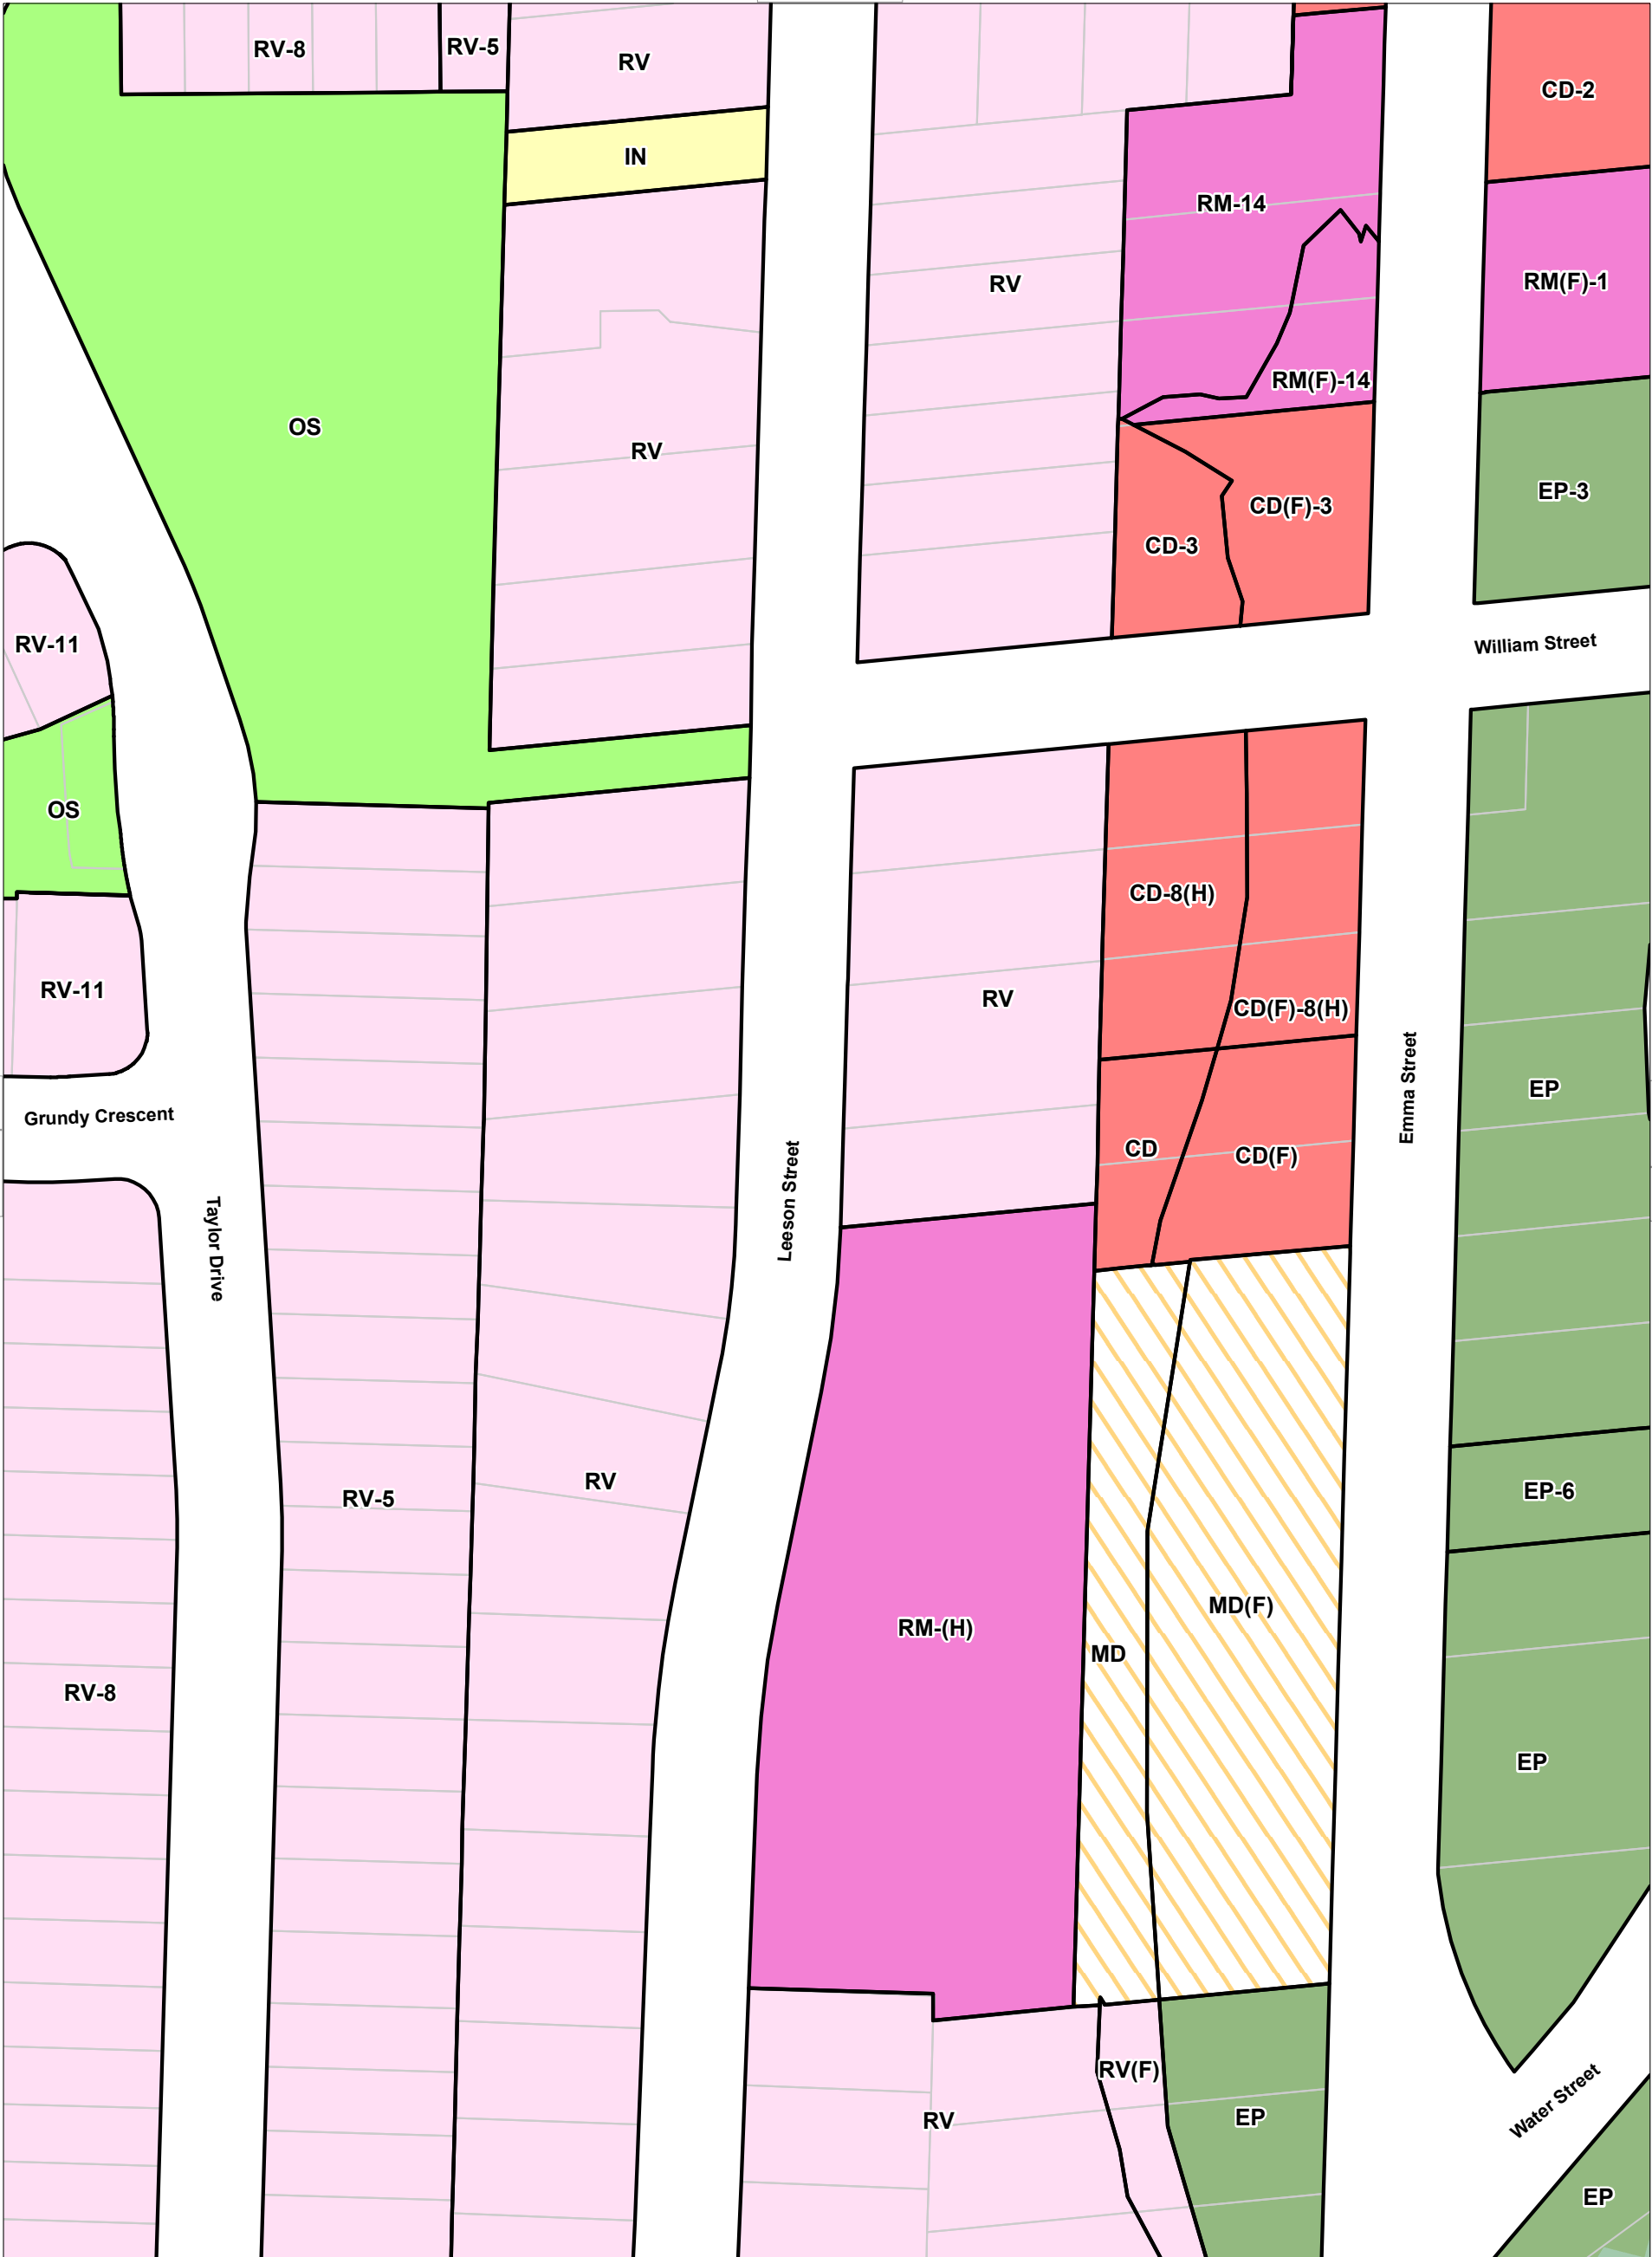 RV-8
RV-5
RV
IN
CD-2
RM-14
RM(F)-1
RV
RM(F)-14
OS
RV
EP-3
CD(F)-3
CD-3
RV-11
William Street
OS
CD-8(H)
RV-11
RV
CD(F)-8(H)
Grundy Crescent
Emma Street
EP
CD
CD(F)
Leeson Street
Taylor Drive
RV
RV-5
EP-6
MD(F)
RM-(H)
MD
RV-8
EP
RV(F)
Water Street
RV
EP
EP